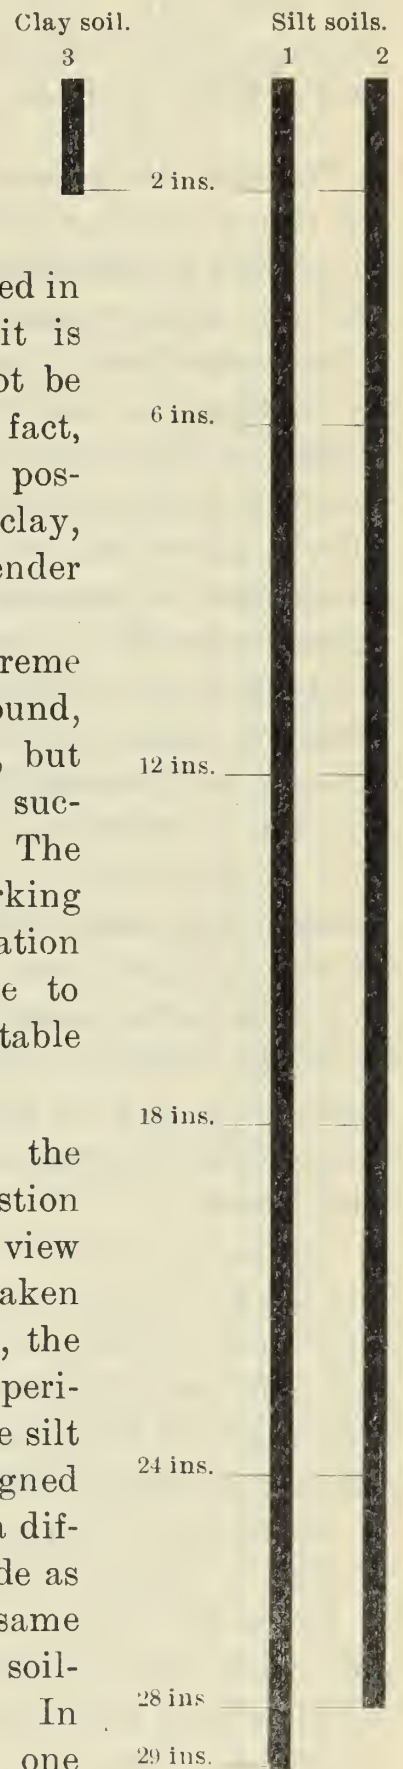 Clay soil.
Silt soils.
3
1
2
2 ins.
6 ins.
12 ins.
18 ins.
24 ins.
28 ins
29 ins.
ed in
it is
ot be
fact,
pos-
clay,
ender
reme
ound,
, but
suc-
The
rking
ation
e to
table
the
stion
view
aken
, the
peri-
e silt
gned
a dif-
de as
same
soil-
In
one